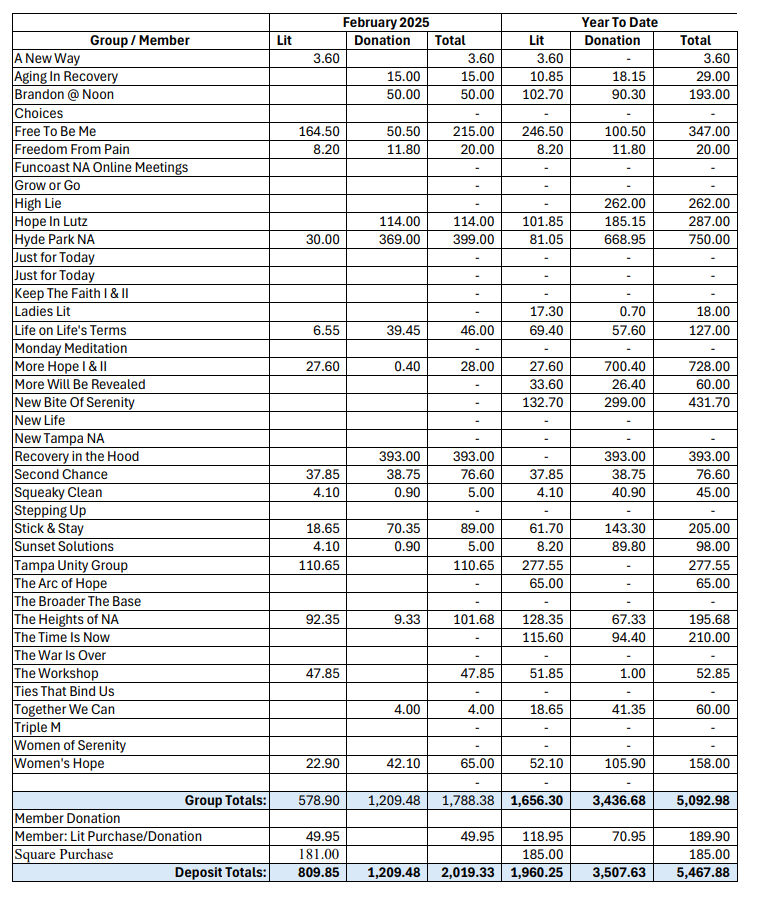 February 2025 Year To Date
Group / Member Lit Donation Total Lit Donation Total
A New Way 3.60 3.60 3.60 - 3.60
Aging In Recovery 15.00 15.00 10.85 18.15 29.00
Brandon @ Noon 50.00 50.00 102.70 90.30 193.00
Choices - - - -
Free To Be Me 164.50 50.50 215.00 246.50 100.50 347.00
Freedom From Pain 8.20 11.80 20.00 8.20 11.80 20.00
Funcoast NA Online Meetings - - - -
Grow or Go - - - -
High Lie - - 262.00 262.00
Hope In Lutz 114.00 114.00 101.85 185.15 287.00
Hyde Park NA 30.00 369.00 399.00 81.05 668.95 750.00
Just for Today - - - -
Just for Today - - - -
Keep The Faith I & II - - - -
Ladies Lit - 17.30 0.70 18.00
Life on Life's Terms 6.55 39.45 46.00 69.40 57.60 127.00
Monday Meditation - - - -
More Hope I & II 27.60 0.40 28.00 27.60 700.40 728.00
More Will Be Revealed - 33.60 26.40 60.00
New Bite Of Serenity - 132.70 299.00 431.70
New Life - - -
New Tampa NA - - - -
Recovery in the Hood 393.00 393.00 - 393.00 393.00
Second Chance 37.85 38.75 76.60 37.85 38.75 76.60
Squeaky Clean 4.10 0.90 5.00 4.10 40.90 45.00
Stepping Up - - - -
Stick & Stay 18.65 70.35 89.00 61.70 143.30 205.00
Sunset Solutions 4.10 0.90 5.00 8.20 89.80 98.00
Tampa Unity Group 110.65 110.65 277.55 - 277.55
The Arc of Hope - 65.00 - 65.00
The Broader The Base - - - -
The Heights of NA 92.35 9.33 101.68 128.35 67.33 195.68
The Time Is Now - 115.60 94.40 210.00
The War Is Over - - - -
The Workshop 47.85 47.85 51.85 1.00 52.85
Ties That Bind Us - - - -
Together We Can 4.00 4.00 18.65 41.35 60.00
Triple M - - - -
Women of Serenity - - - -
Women's Hope 22.90 42.10 65.00 52.10 105.90 158.00
- - -
Group Totals: 578.90 1,209.48 1,788.38 1,656.30 3,436.68 5,092.98
Member Donation
Member: Lit Purchase/Donation 49.95 49.95 118.95 70.95 189.90
Square Purchase 181.00 185.00 185.00
Deposit Totals: 809.85 1,209.48 2,019.33 1,960.25 3,507.63 5,467.88